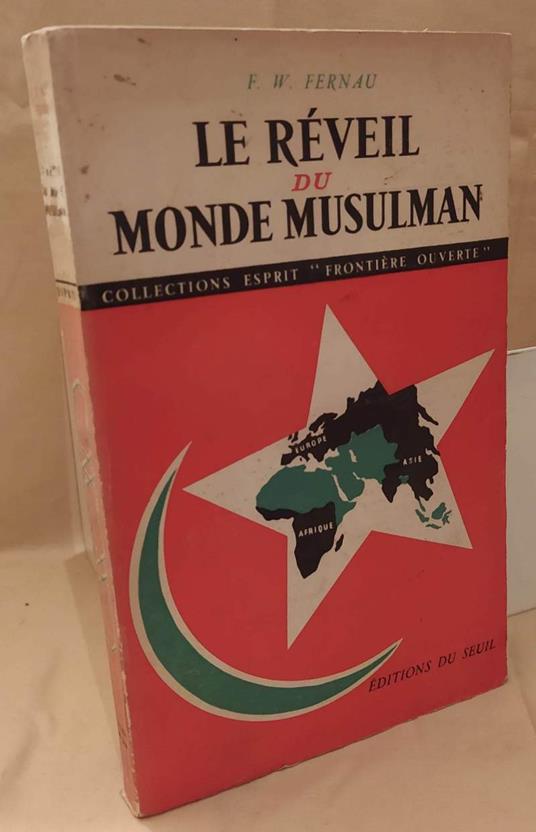 F. W. FERNAU
LE RÉVEIL
DU
MONDE MUSULMAN
COLLECTIONS ESPRIT "FRONTIÈRE OUVERTE"
EUROPE
ASIE
AFRIQUE
ÉDITIONS DU SEUIL